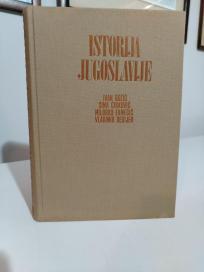 ISTORIJA
JUGOSLAVIJE
IVAN BOŽIĆ
SIMA ĆIRKOVIĆ
MILORAD EKMEČIĆ
VLADIMIR DEDIJER